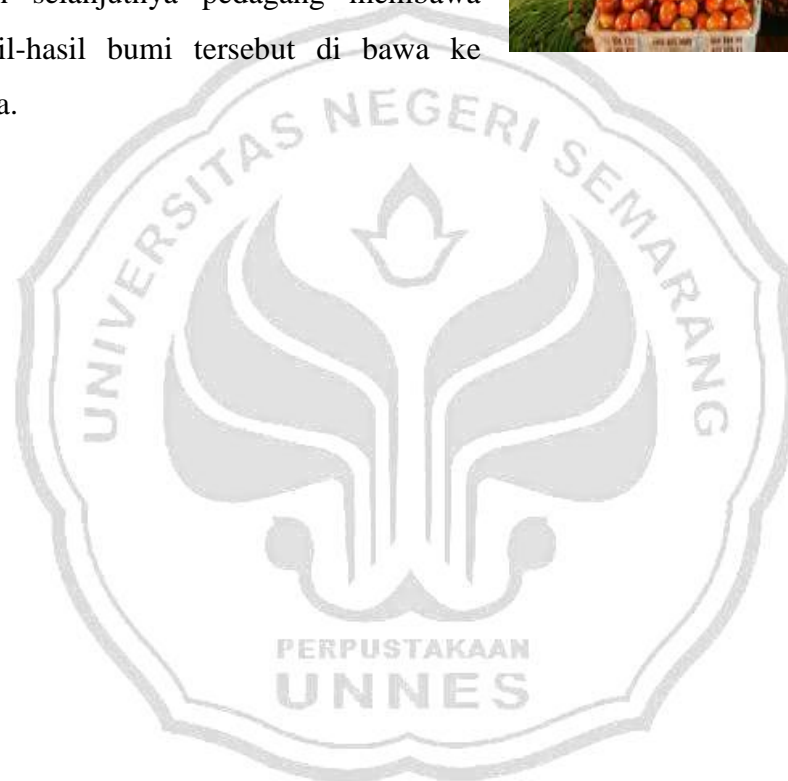 selanjutnya pedagang membawa
il-hasil bumi tersebut di bawa ke
a.
UNIVERSITAS NEGERI SEMARANG
PERPUSTAKAAN
UNNES